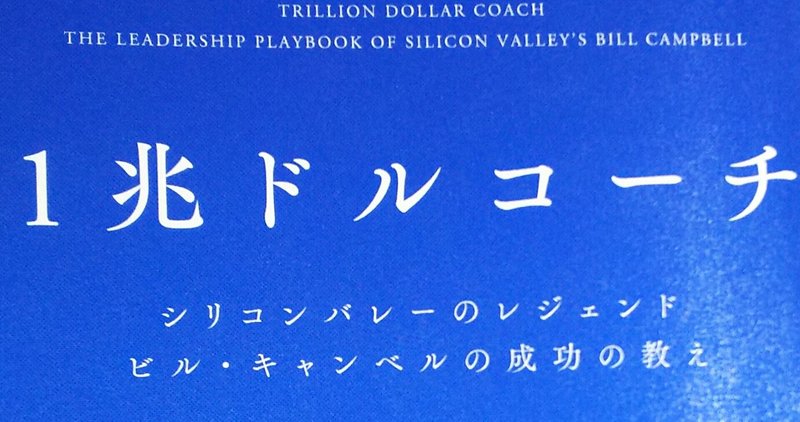 TRILLION DOLLAR COACH
THE LEADERSHIP PLAYBOOK OF SILICON VALLEY'S BILL CAMPBELL
1兆ドルコーチ
シリコンバレーのレジェンド
ビル・キャンベルの成功の教え